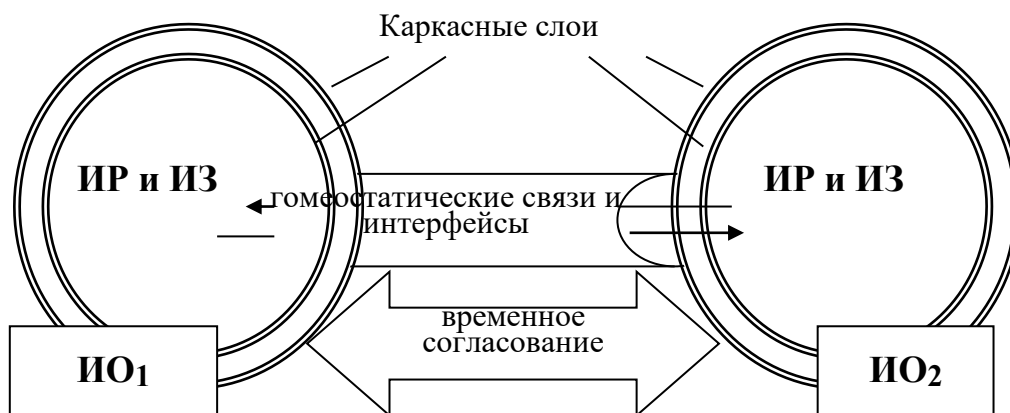 Каркасные слои
ИР и ИЗ
ИР и ИЗ
гомеостатические связи и
интерфейсы
временное
согласование
ИО1
ИО2